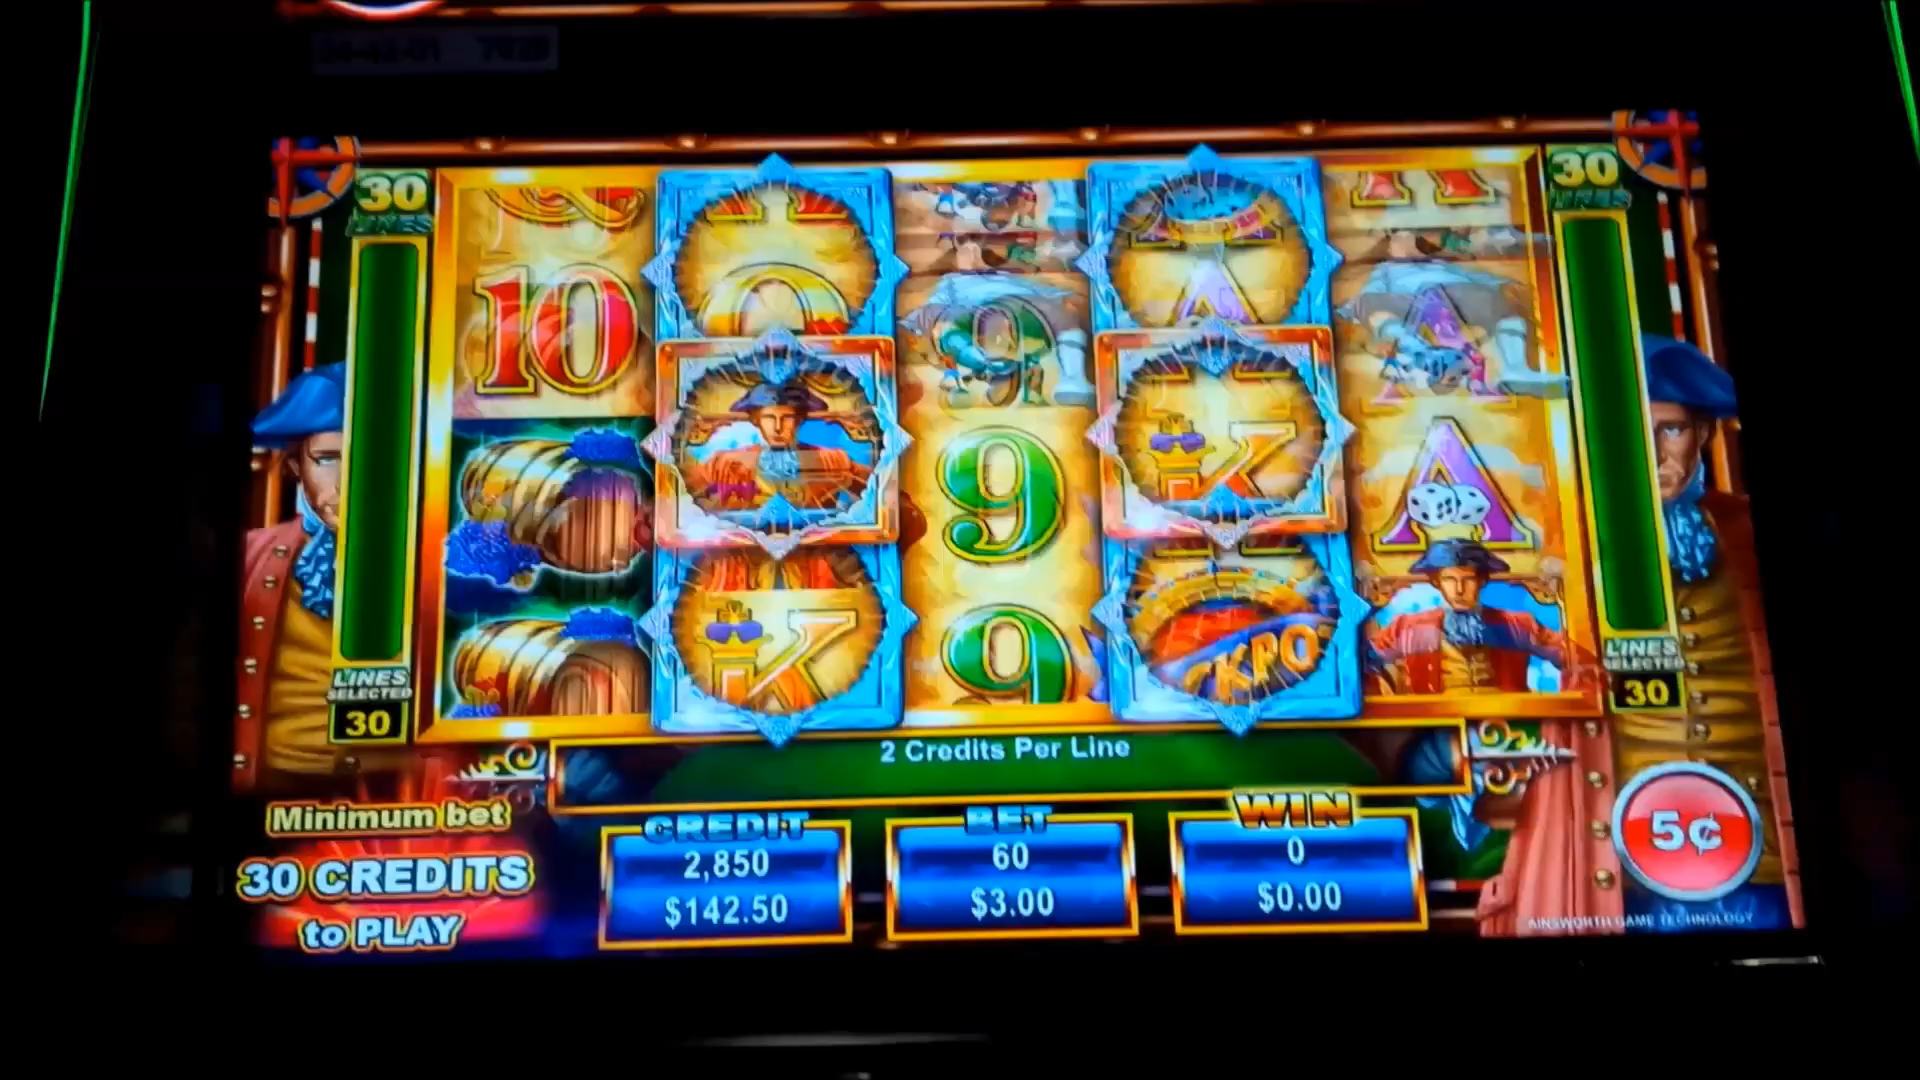 30
LINES
30
LINES
10
Q
9
A
K
A
9
A
K
9
KPO
LINES
SELECTED
30
LINES
SELECTED
30
2 Credits Per Line
Minimum bet
30 CREDITS
to PLAY
CREDIT
2,850
$142.50
BET
60
$3.00
WIN
0
$0.00
5¢
AINSWORTH GAME TECHNOLOGY